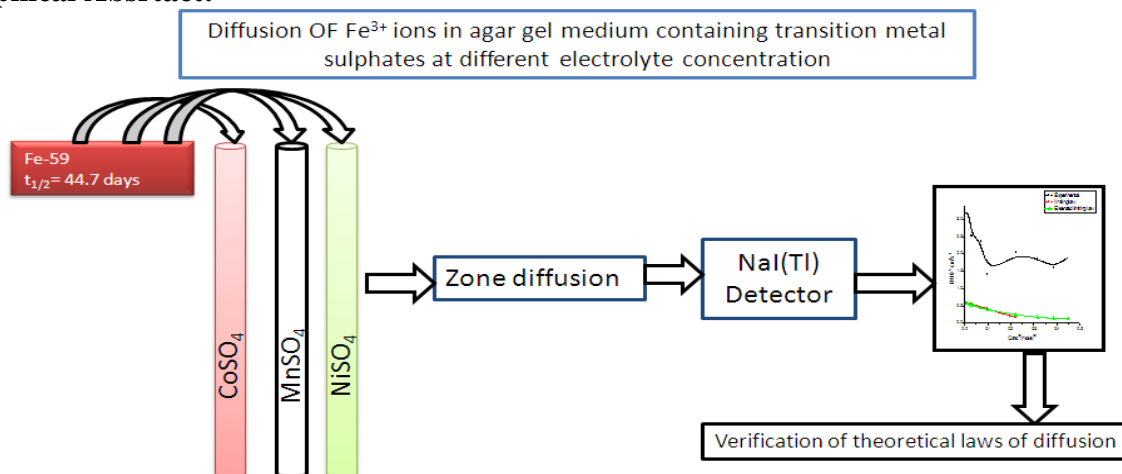 Diffusion OF Fe³⁺ ions in agar gel medium containing transition metal
sulphates at different electrolyte concentration
Fe-59
t₁/₂= 44.7 days
CoSO₄
MnSO₄
NiSO₄
Zone diffusion
NaI(Tl)
Detector
Experimental
Verification of theoretical laws of diffusion